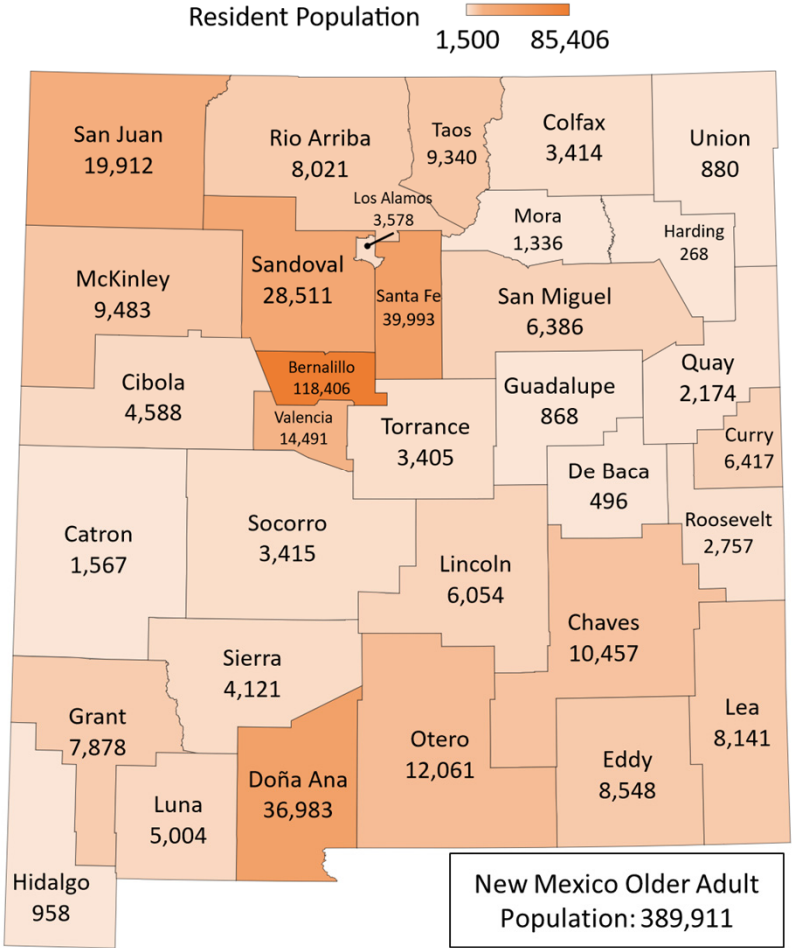 Resident Population
1,500 85,406
San Juan
19,912
Rio Arriba
8,021
Taos
9,340
Colfax
3,414
Union
880
Los Alamos
3,578
Mora
1,336
Harding
268
McKinley
9,483
Sandoval
28,511
Santa Fe
39,993
San Miguel
6,386
Bernalillo
118,406
Cibola
4,588
Valencia
14,491
Torrance
3,405
Guadalupe
868
Quay
2,174
Curry
6,417
De Baca
496
Roosevelt
2,757
Catron
1,567
Socorro
3,415
Lincoln
6,054
Chaves
10,457
Sierra
4,121
Grant
7,878
Lea
8,141
Otero
12,061
Eddy
8,548
Doña Ana
36,983
Luna
5,004
Hidalgo
958
New Mexico Older Adult
Population: 389,911